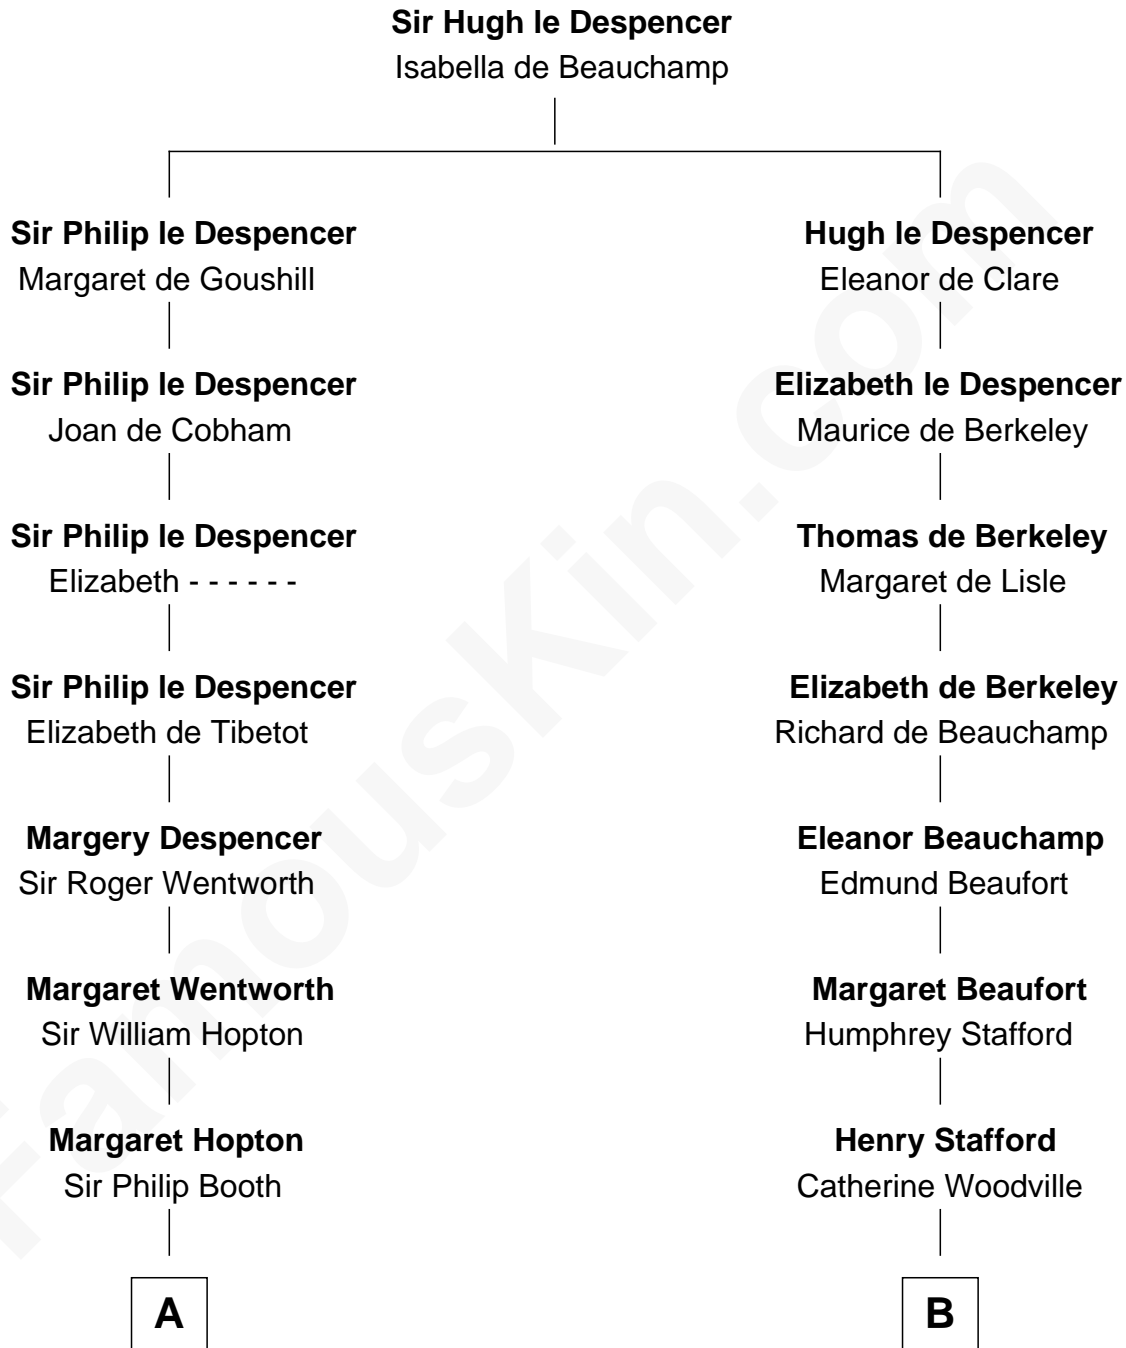 Sir Hugh le Despencer
Isabella de Beauchamp
Sir Philip le Despencer
Margaret de Goushill
Hugh le Despencer
Eleanor de Clare
Sir Philip le Despencer
Joan de Cobham
Elizabeth le Despencer
Maurice de Berkeley
Sir Philip le Despencer
Elizabeth - - - - - -
Thomas de Berkeley
Margaret de Lisle
Sir Philip le Despencer
Elizabeth de Tibetot
Elizabeth de Berkeley
Richard de Beauchamp
Margery Despencer
Sir Roger Wentworth
Eleanor Beauchamp
Edmund Beaufort
Margaret Wentworth
Sir William Hopton
Margaret Beaufort
Humphrey Stafford
Margaret Hopton
Sir Philip Booth
Henry Stafford
Catherine Woodville
A
B
FamousKin.com